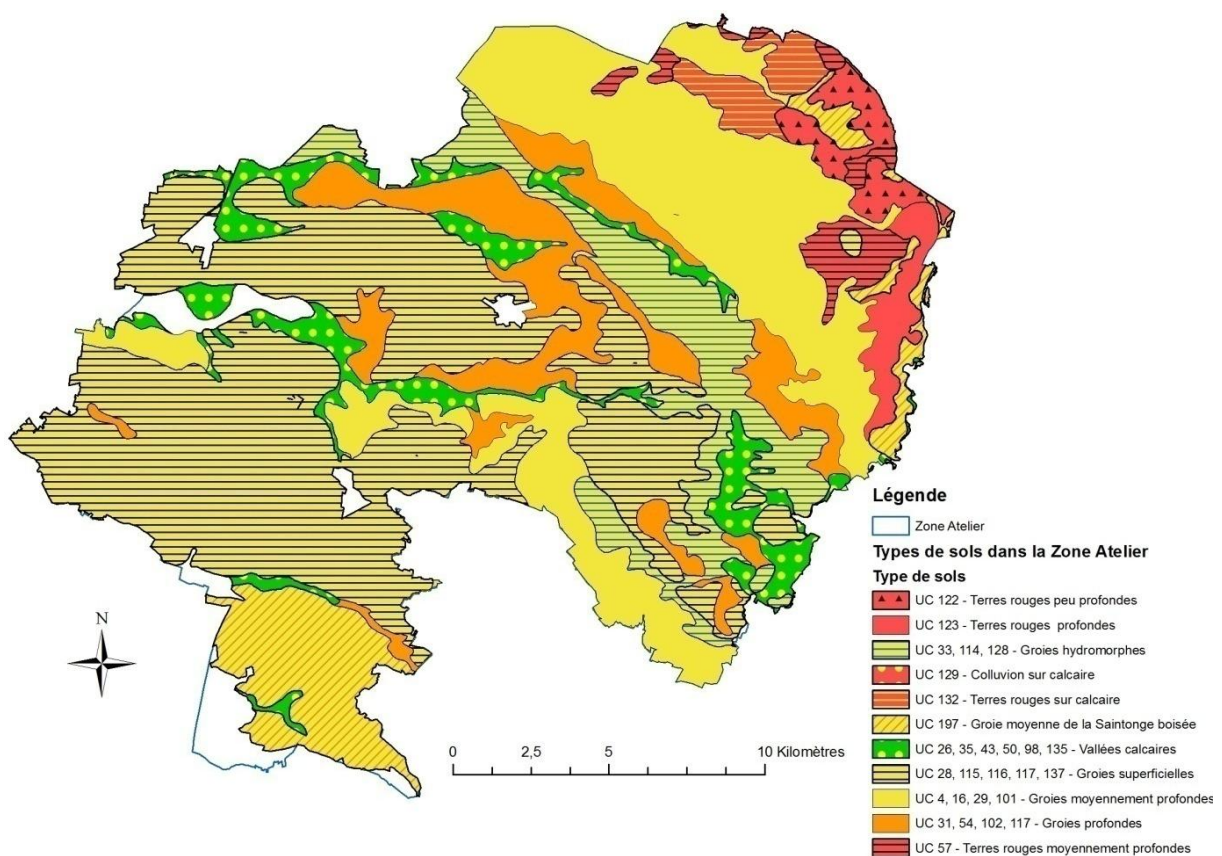 N
0 2,5 5 10 Kilomètres
Légende
Zone Atelier
Types de sols dans la Zone Atelier
Type de sols
UC 122 - Terres rouges peu profondes
UC 123 - Terres rouges profondes
UC 33, 114, 128 - Groies hydromorphes
UC 129 - Colluvion sur calcaire
UC 132 - Terres rouges sur calcaire
UC 197 - Groie moyenne de la Saintonge boisée
UC 26, 35, 43, 50, 98, 135 - Vallées calcaires
UC 28, 115, 116, 117, 137 - Groies superficielles
UC 4, 16, 29, 101 - Groies moyennement profondes
UC 31, 54, 102, 117 - Groies profondes
UC 57 - Terres rouges moyennement profondes